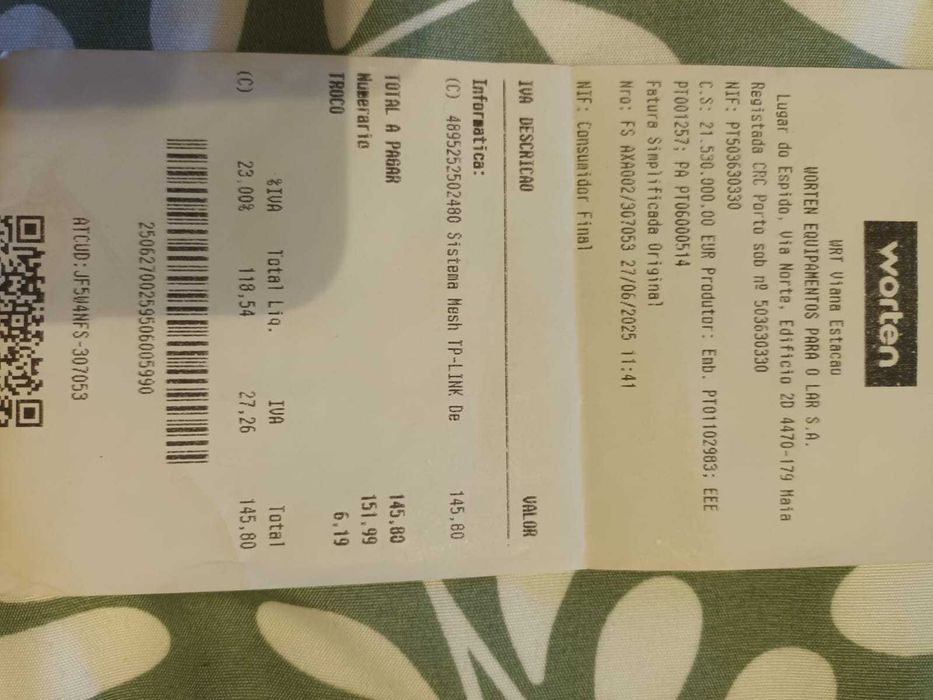 worten
WRT Viana Estacao
WORTEN EQUIPAMENTOS PARA O LAR S.A.
Lugar do Espido, Via Norte, Edificio 2D 4470-179 Maia
Registada CRC Porto sob nº 503630330
NIF: PT503630330
C.S: 21.530.000,00 EUR Produtor: Emb. PT01102983; EEE
PT001257; PA PT06000514
Fatura Simplificada Original
Nro: FS AXA002/307053 27/06/2025 11:41
NIF: Consumidor Final
IVA DESCRICAO VALOR
Informatica:
(C) 4895252502480 Sistema Mesh TP-LINK De 145,80
TOTAL A PAGAR 145,80
Numerario 151,99
TROCO 6,19
%IVA Total Liq. IVA Total
(C) 23,00% 118,54 27,26 145,80
25062700259506005990
ATCUD:JF5W4NFS-307053